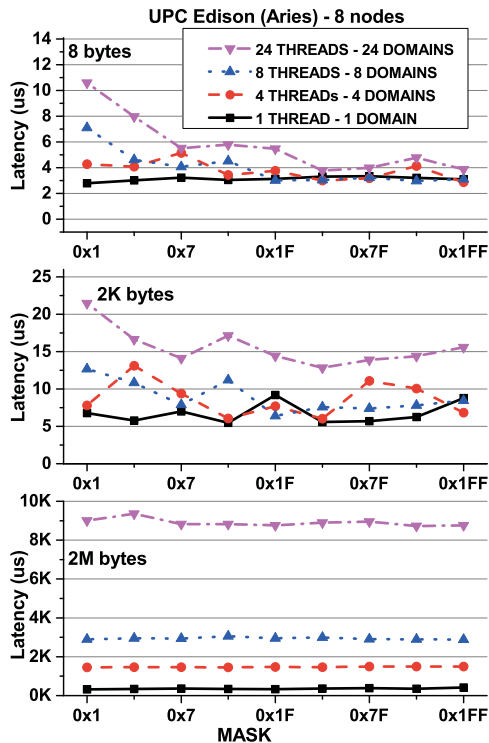 UPC Edison (Aries) - 8 nodes
14
12
10
8
6
4
2
0
Latency (us)
8 bytes
24 THREADS - 24 DOMAINS
8 THREADS - 8 DOMAINS
4 THREADs - 4 DOMAINS
1 THREAD - 1 DOMAIN
0x1
0x7
0x1F
0x7F
0x1FF
25
20
15
10
5
0
Latency (us)
2K bytes
0x1
0x7
0x1F
0x7F
0x1FF
10K
8K
6K
4K
2K
0K
Latency (us)
2M bytes
0x1
0x7
0x1F
0x7F
0x1FF
MASK